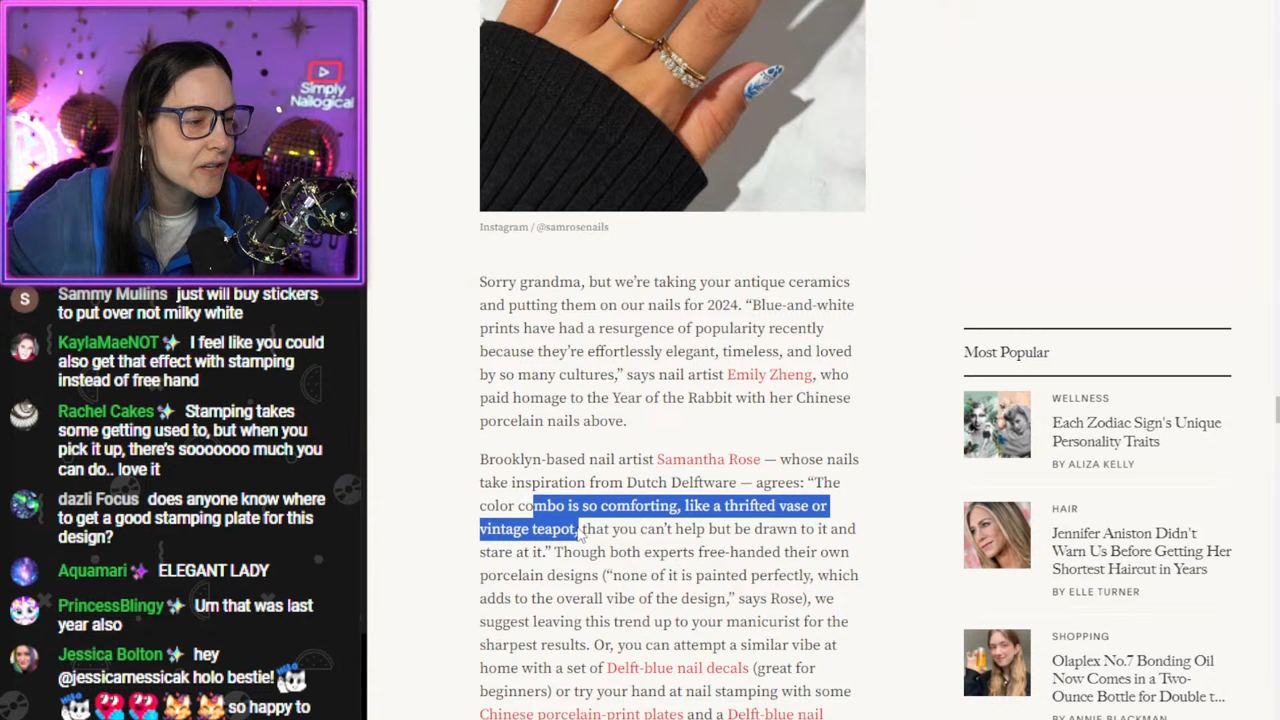 Simply
Nailogical
Sammy Mullins just will buy stickers
to put over not milky white
KaylaMaeNOT I feel like you could
also get that effect with stamping
instead of free hand
Rachel Cakes Stamping takes
some getting used to, but when you
pick it up, there's sooooooo much you
can do.. love it
dazli Focus does anyone know where
to get a good stamping plate for this
design?
Aquamari ELEGANT LADY
PrincessBlingy Urn that was last
year also
Jessica Bolton hey
@jessicarnessicak holo bestie!
so happy to
S
Instagram / @samrosenails
Sorry grandma, but we're taking your antique ceramics
and putting them on our nails for 2024. “Blue-and-white
prints have had a resurgence of popularity recently
because they're effortlessly elegant, timeless, and loved
by so many cultures,” says nail artist Emily Zheng, who
paid homage to the Year of the Rabbit with her Chinese
porcelain nails above.
Brooklyn-based nail artist Samantha Rose — whose nails
take inspiration from Dutch Delftware — agrees: “The
color combo is so comforting, like a thrifted vase or
vintage teapot, that you can't help but be drawn to it and
stare at it.” Though both experts free-handed their own
porcelain designs (“none of it is painted perfectly, which
adds to the overall vibe of the design,” says Rose), we
suggest leaving this trend up to your manicurist for the
sharpest results. Or, you can attempt a similar vibe at
home with a set of Delft-blue nail decals (great for
beginners) or try your hand at nail stamping with some
Chinese porcelain-print plates and a Delft-blue nail
Most Popular
WELLNESS
Each Zodiac Sign's Unique
Personality Traits
BY ALIZA KELLY
HAIR
Jennifer Aniston Didn't
Warn Us Before Getting Her
Shortest Haircut in Years
BY ELLE TURNER
SHOPPING
Olaplex No.7 Bonding Oil
Now Comes in a Two-
Ounce Bottle for Double t...
BY ANNIE BLACKMAN